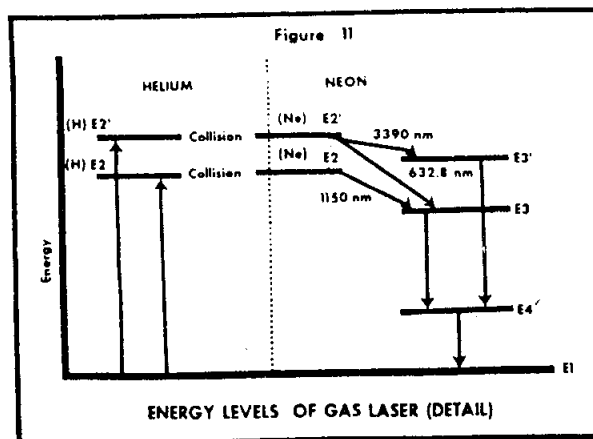 Figure 11
HELIUM NEON
(H) E2' Collision (Ne) E2' 3390 nm
E3'
(H) E2 Collision (Ne) E2 632.8 nm
1150 nm E3
Energy
E4'
E1
ENERGY LEVELS OF GAS LASER (DETAIL)